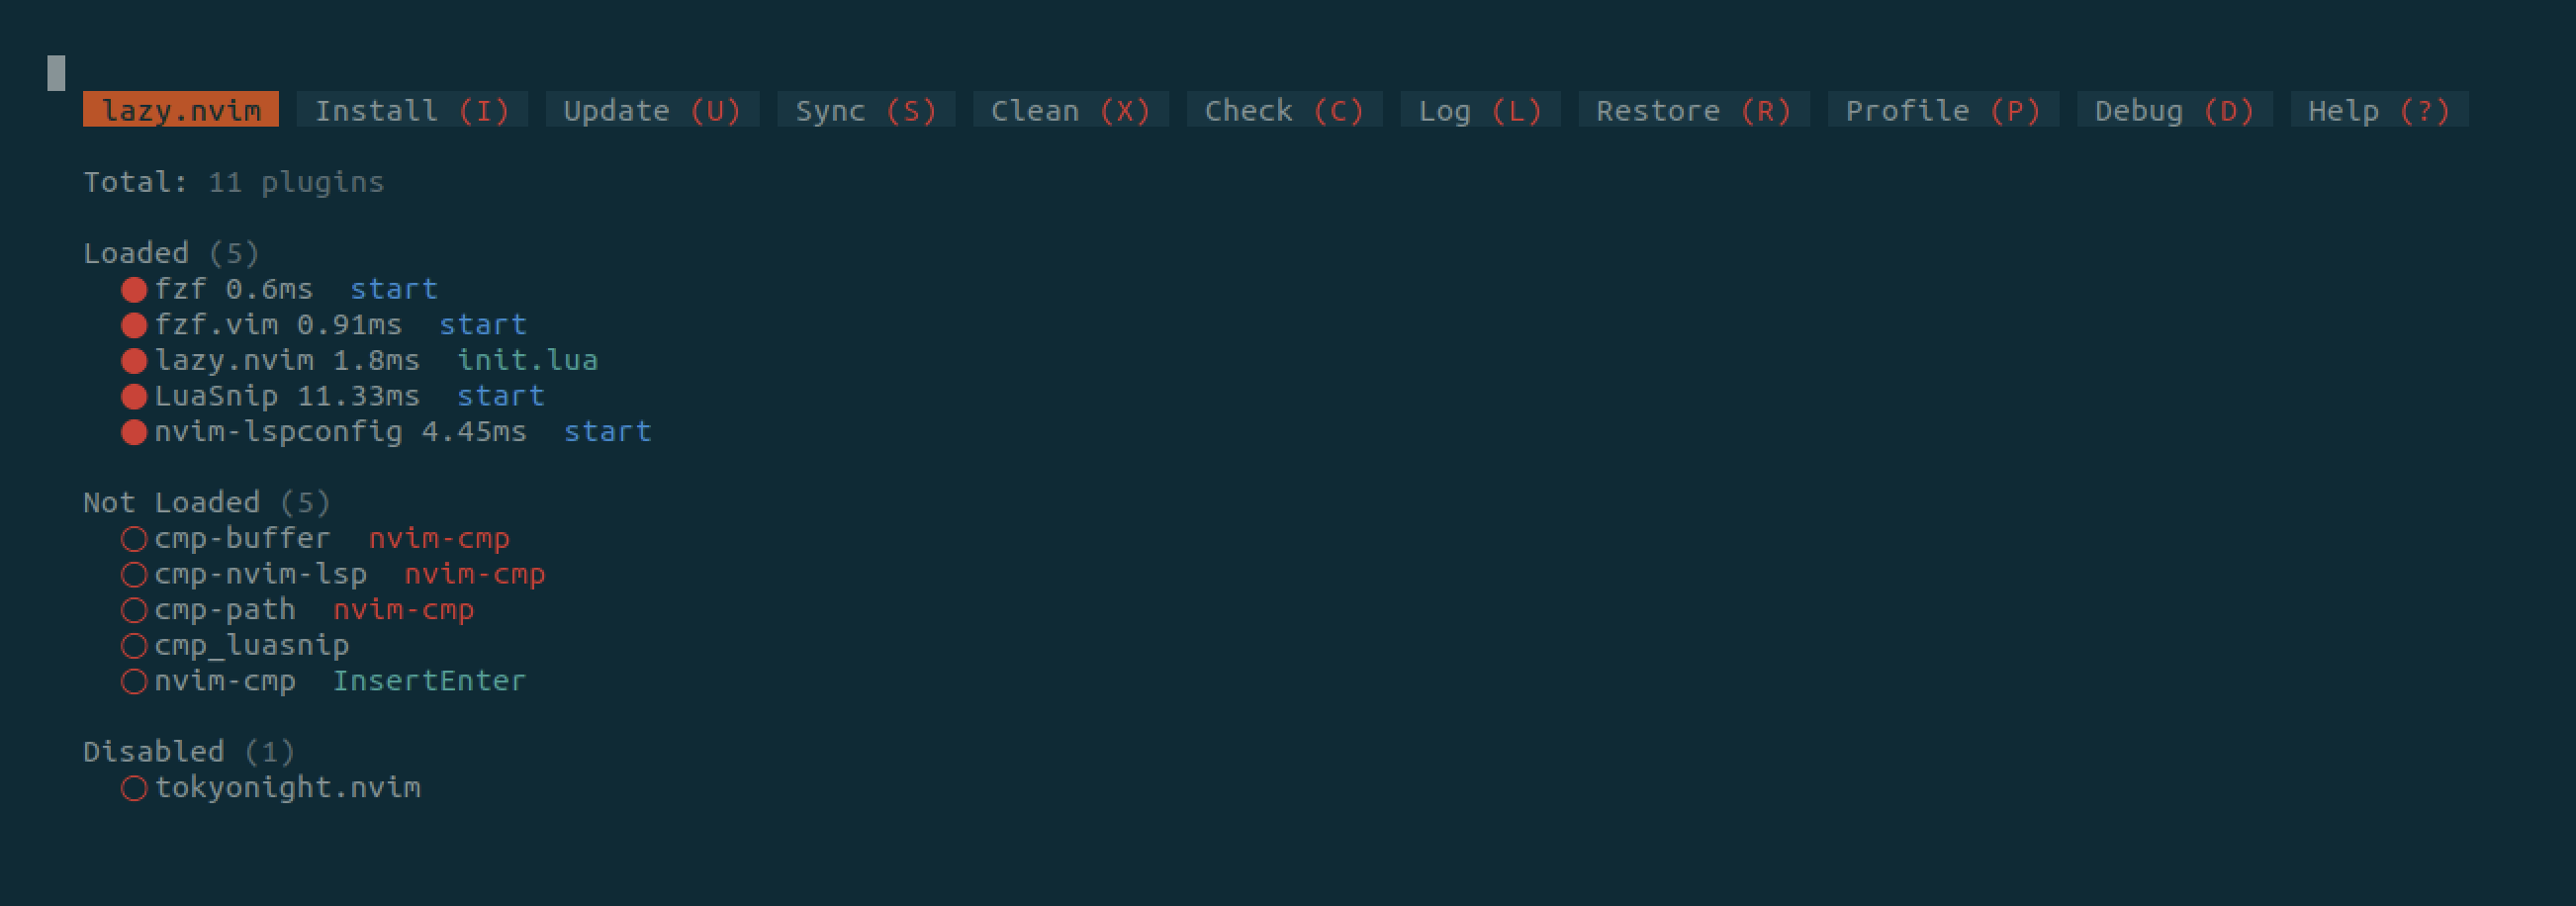 lazy.nvim Install (I) Update (U) Sync (S) Clean (X) Check (C) Log (L) Restore (R) Profile (P) Debug (D) Help (?)
Total: 11 plugins
Loaded (5)
fzf 0.6ms start
fzf.vim 0.91ms start
lazy.nvim 1.8ms init.lua
LuaSnip 11.33ms start
nvim-lspconfig 4.45ms start
Not Loaded (5)
cmp-buffer nvim-cmp
cmp-nvim-lsp nvim-cmp
cmp-path nvim-cmp
cmp_luasnip
nvim-cmp InsertEnter
Disabled (1)
tokyonight.nvim